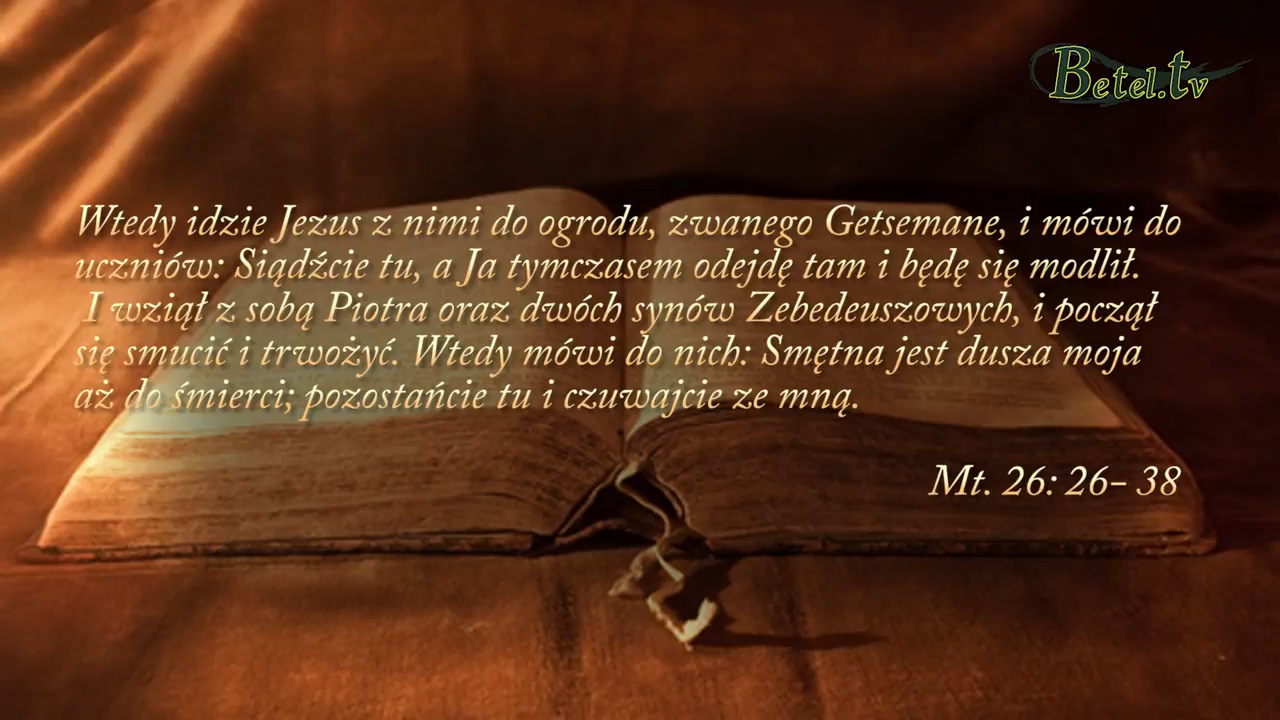 Betel.tv
Wtedy idzie Jezus z nimi do ogrodu, zwanego Getsemane, i mówi do
uczniów: Siądźcie tu, a Ja tymczasem odejdę tam i będę się modlił.
I wziął z sobą Piotra oraz dwóch synów Zebedeuszowych, i począł
się smucić i trwożyć. Wtedy mówi do nich: Smętna jest dusza moja
aż do śmierci; pozostańcie tu i czuwajcie ze mną.
Mt. 26: 26- 38